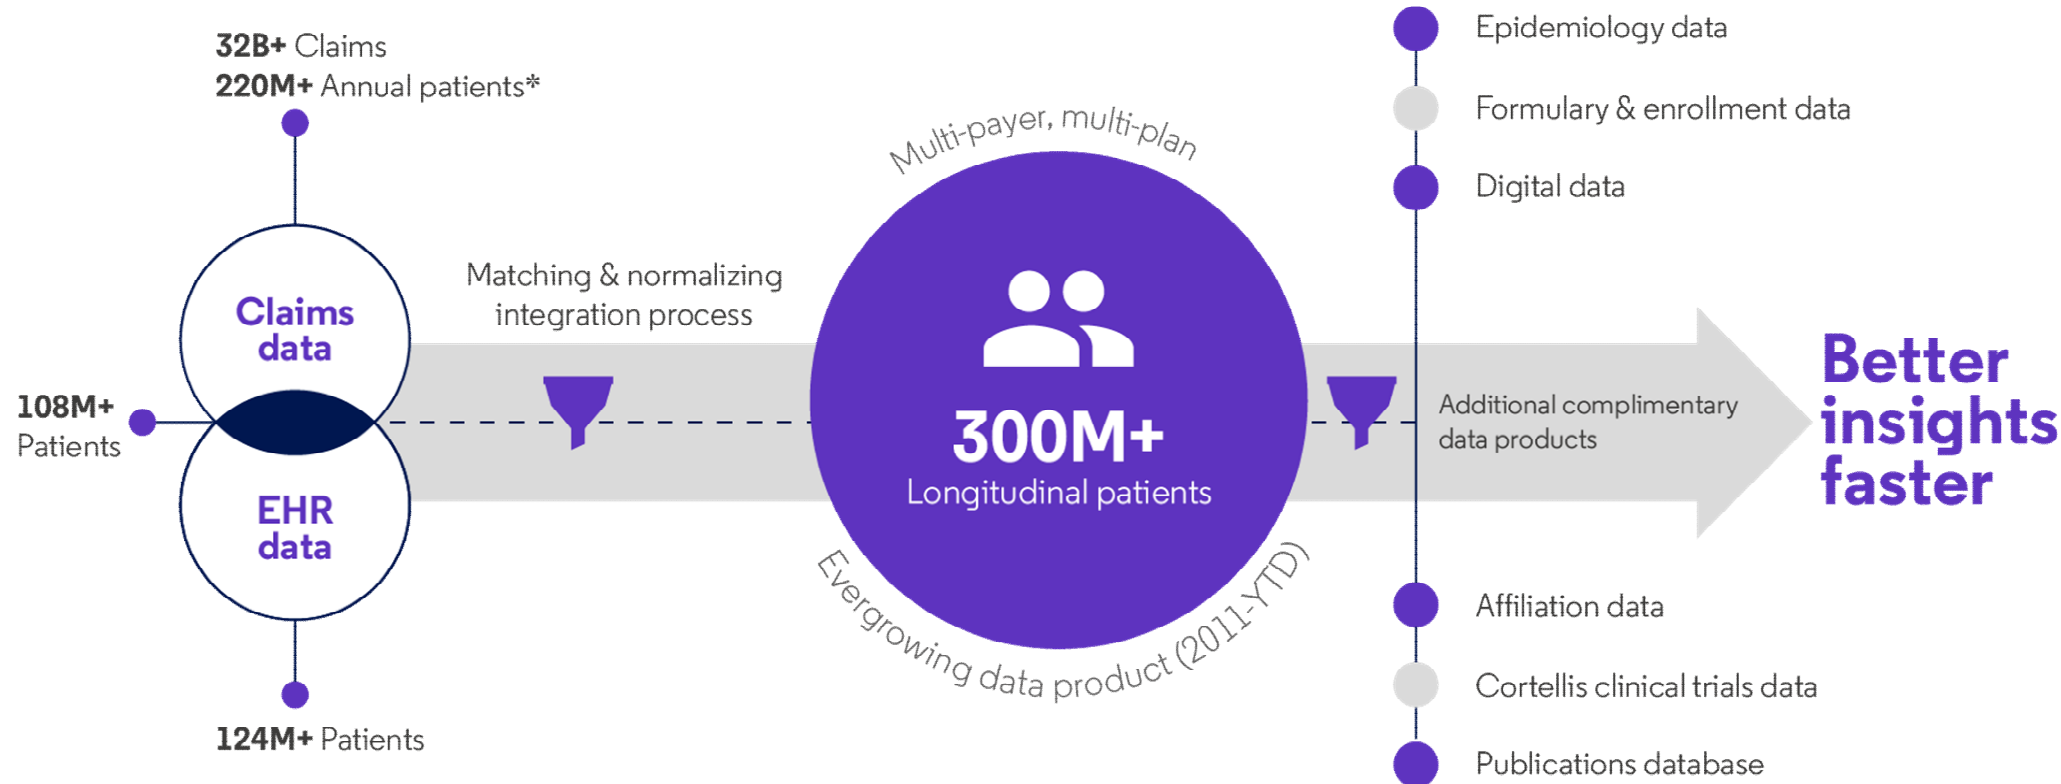 32B+ Claims
220M+ Annual patients*
Claims
data
108M+
Patients
EHR
data
124M+ Patients
Matching & normalizing
integration process
Multi-payer, multi-plan
300M+
Longitudinal patients
Evergrowing data product (2011-YTD)
Epidemiology data
Formulary & enrollment data
Digital data
Additional complimentary
data products
Affiliation data
Cortellis clinical trials data
Publications database
Better
insights
faster